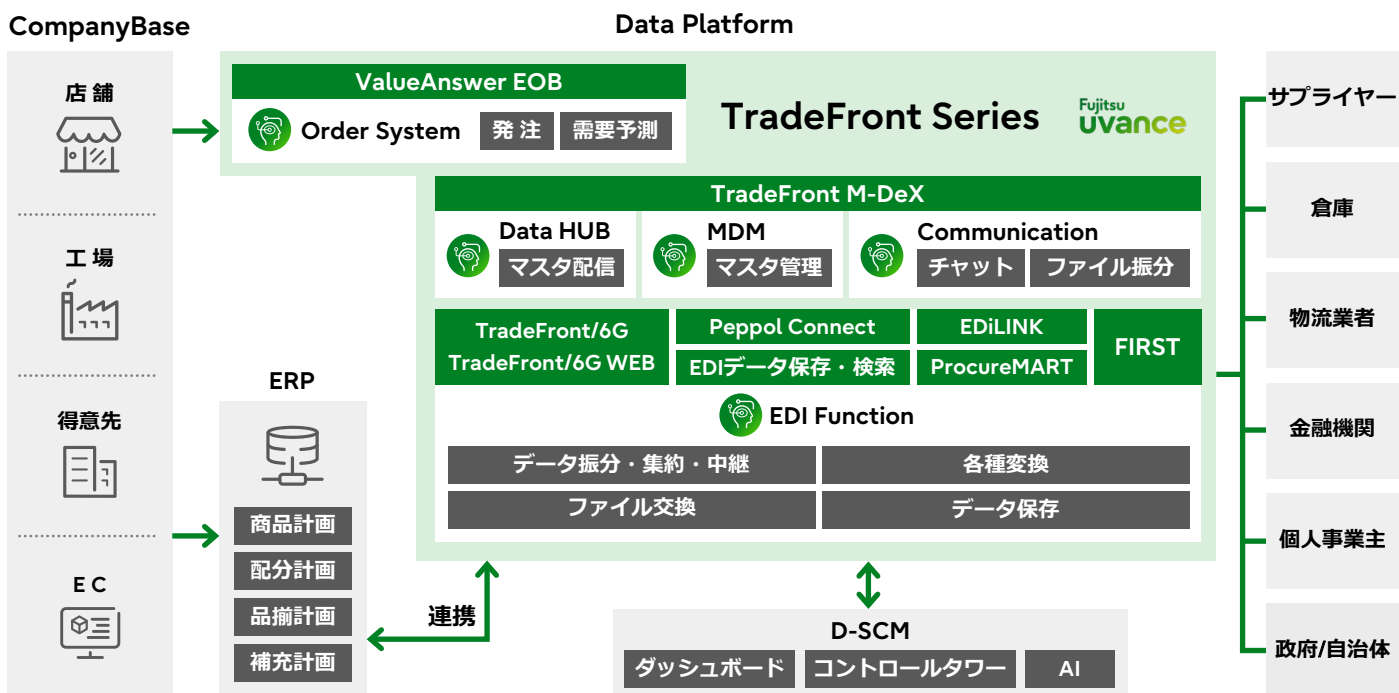 CompanyBase
店舗
工場
得意先
EC
Data Platform
ValueAnswer EOB
Order System
発注
需要予測
TradeFront Series
Fujitsu
uvance
TradeFront M-DeX
Data HUB
マスタ配信
MDM
マスタ管理
Communication
チャット
ファイル振分
TradeFront/6G
TradeFront/6G WEB
Peppol Connect
EDIデータ保存・検索
EDiLINK
ProcureMART
FIRST
EDI Function
データ振分・集約・中継
各種変換
ファイル交換
データ保存
ERP
商品計画
配分計画
品揃計画
補充計画
連携
D-SCM
ダッシュボード
コントロールタワー
AI
サプライヤー
倉庫
物流業者
金融機関
個人事業主
政府/自治体